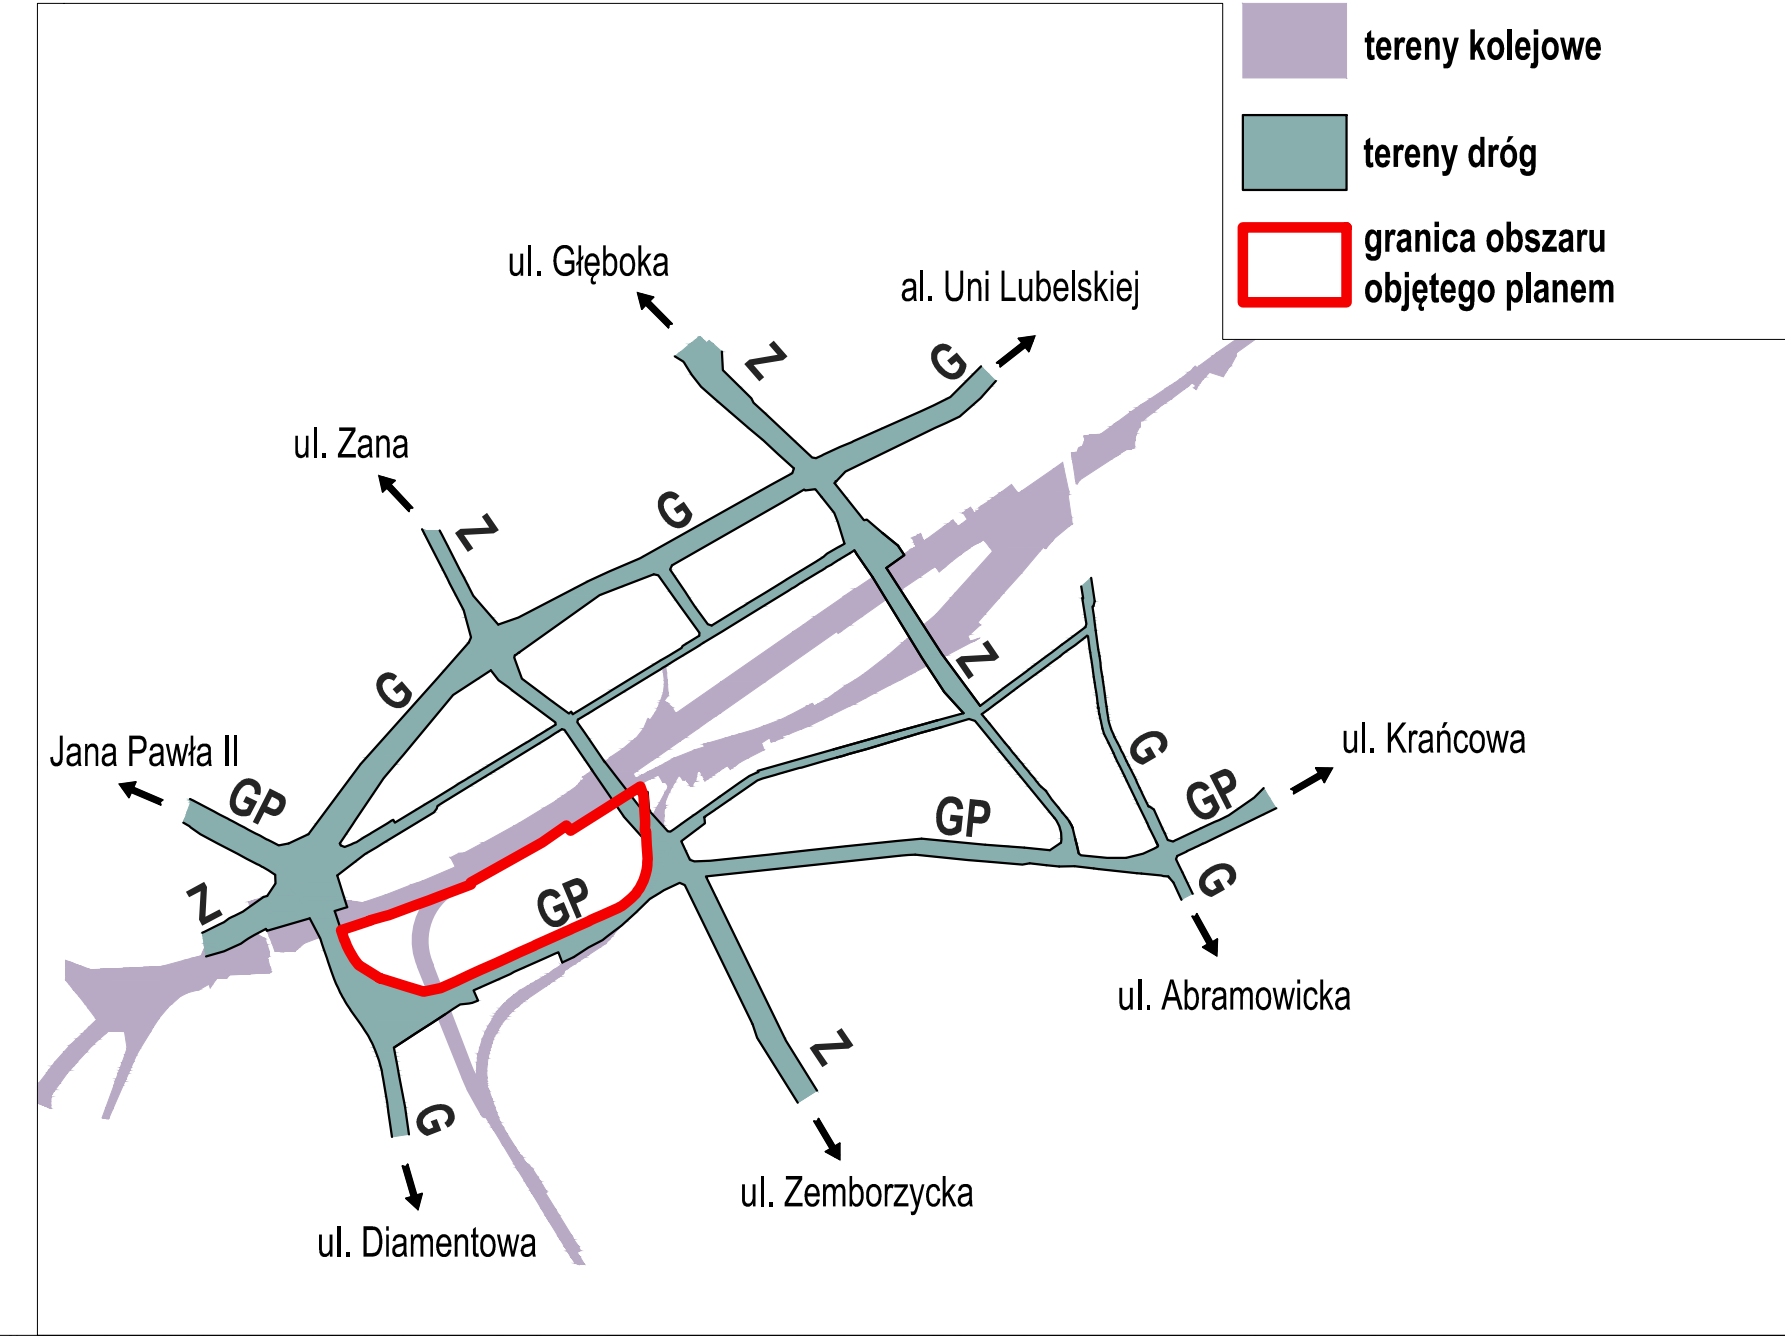 tereny kolejowe
tereny dróg
granica obszaru
objętego planem
ul. Głęboka
al. Uni Lubelskiej
Z
G
ul. Zana
Z
G
G
Z
Jana Pawła II
GP
G
ul. Krańcowa
GP
GP
Z
GP
G
ul. Abramowicka
Z
G
ul. Zemborzycka
ul. Diamentowa